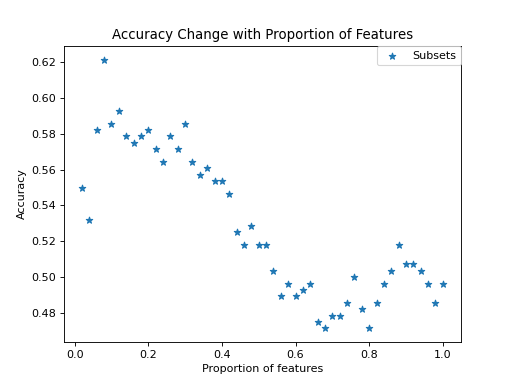 Accuracy Change with Proportion of Features
Subsets
0.62
0.60
0.58
0.56
0.54
0.52
0.50
0.48
Accuracy
0.0 0.2 0.4 0.6 0.8 1.0
Proportion of features